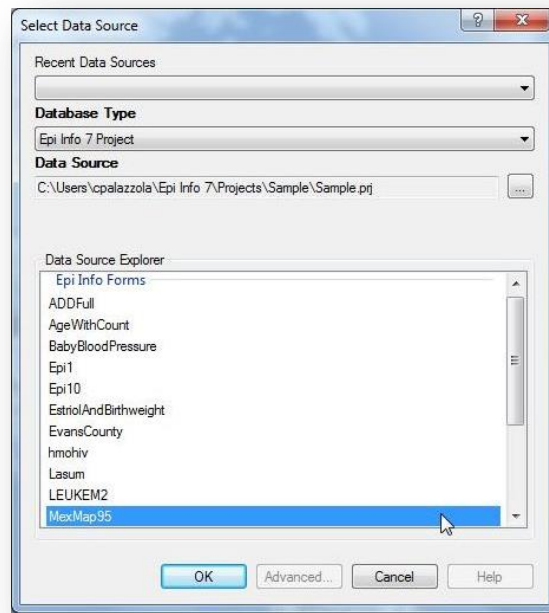 Select Data Source
Recent Data Sources
Database Type
Epi Info 7 Project
Data Source
C:\Users\cpalazzola\Epi Info 7\Projects\Sample\Sample.prj
...
Data Source Explorer
Epi Info Forms
ADDFull
AgeWithCount
BabyBloodPressure
Epi1
Epi10
EstriolAndBirthweight
EvansCounty
hmohiv
Lasum
LEUKEM2
MexMap95
OK
Advanced...
Cancel
Help